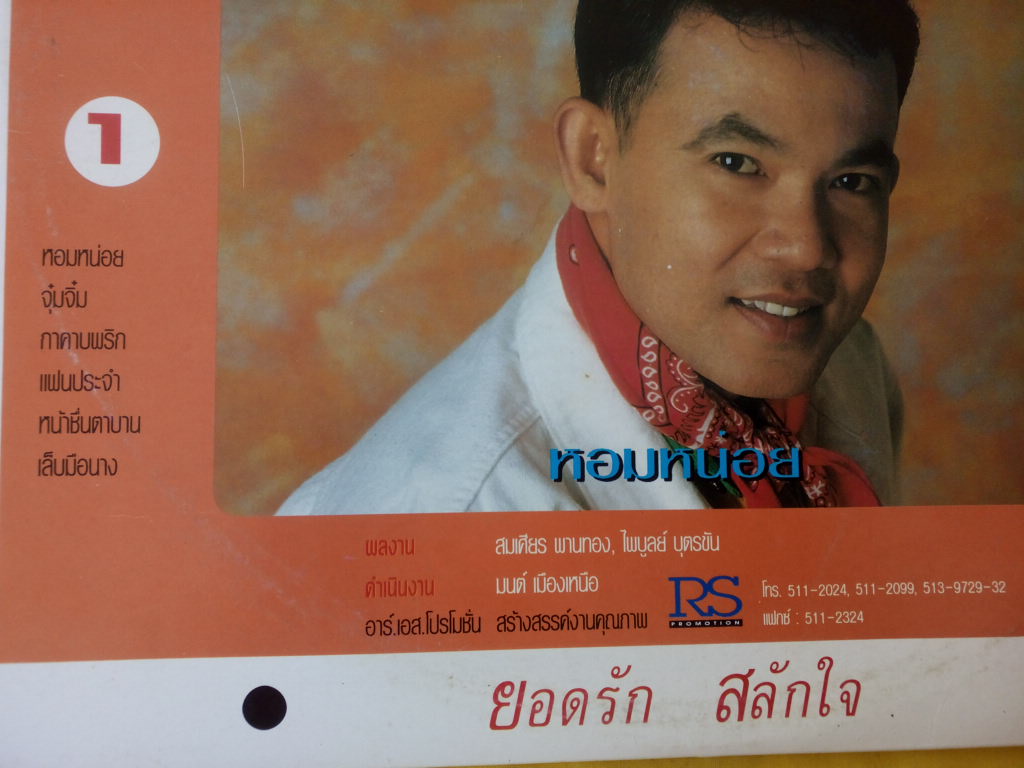 1
หอมหน่อย
จุ๋มจิ๋ม
กาคาบพริก
แฟนประจำ
หน้าชื่นตาบาน
เล็บมือนาง
หอมหน่อย
ผลงาน สมเศียร พานทอง, ไพบูลย์ บุตรขัน
ดำเนินงาน มนต์ เมืองเหนือ
อาร์.เอส.โปรโมชั่น สร้างสรรค์งานคุณภาพ
RS
PROMOTION
โทร. 511-2024, 511-2099, 513-9729-32
แฟกซ์ : 511-2324
ยอดรัก สลักใจ